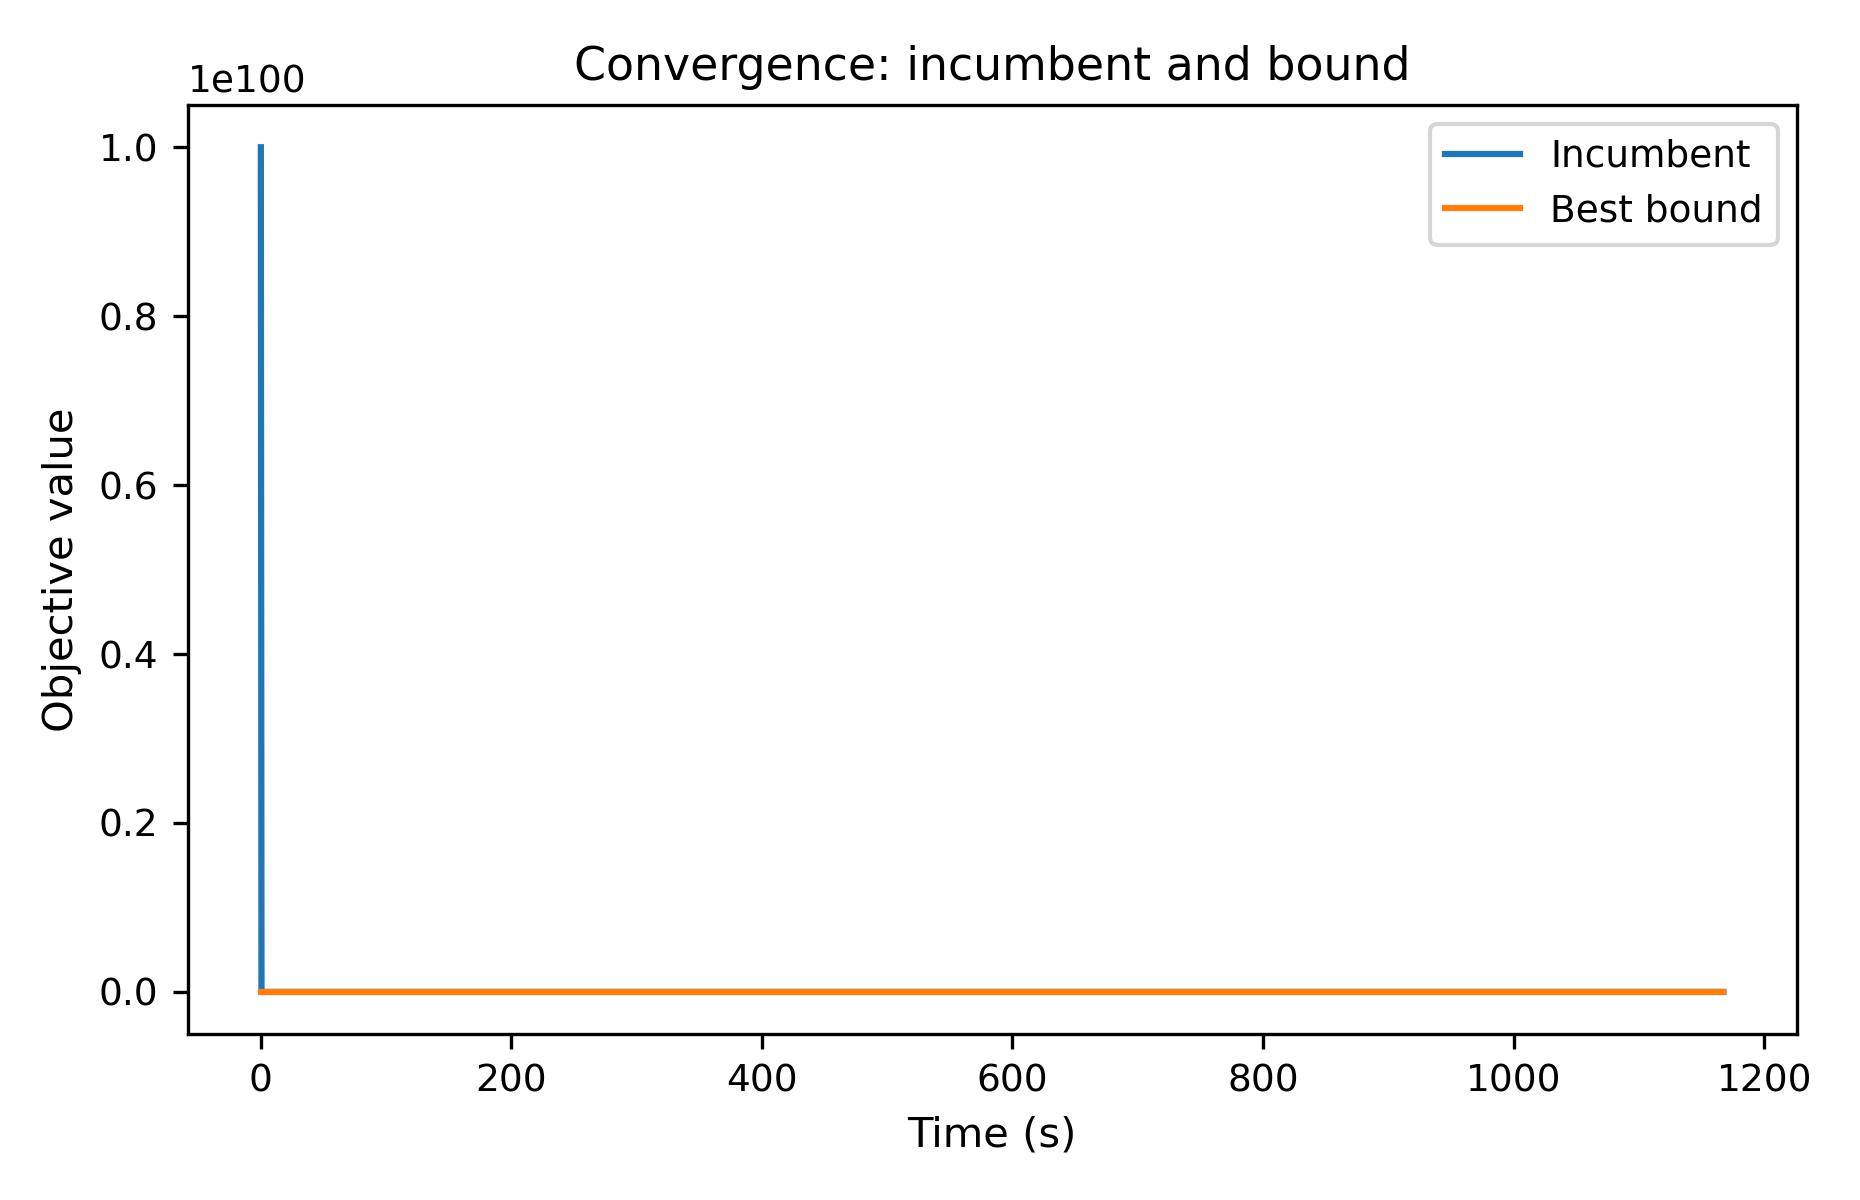 Convergence: incumbent and bound
1e100
1.0
0.8
0.6
0.4
0.2
0.0
Objective value
Incumbent
Best bound
0 200 400 600 800 1000 1200
Time (s)